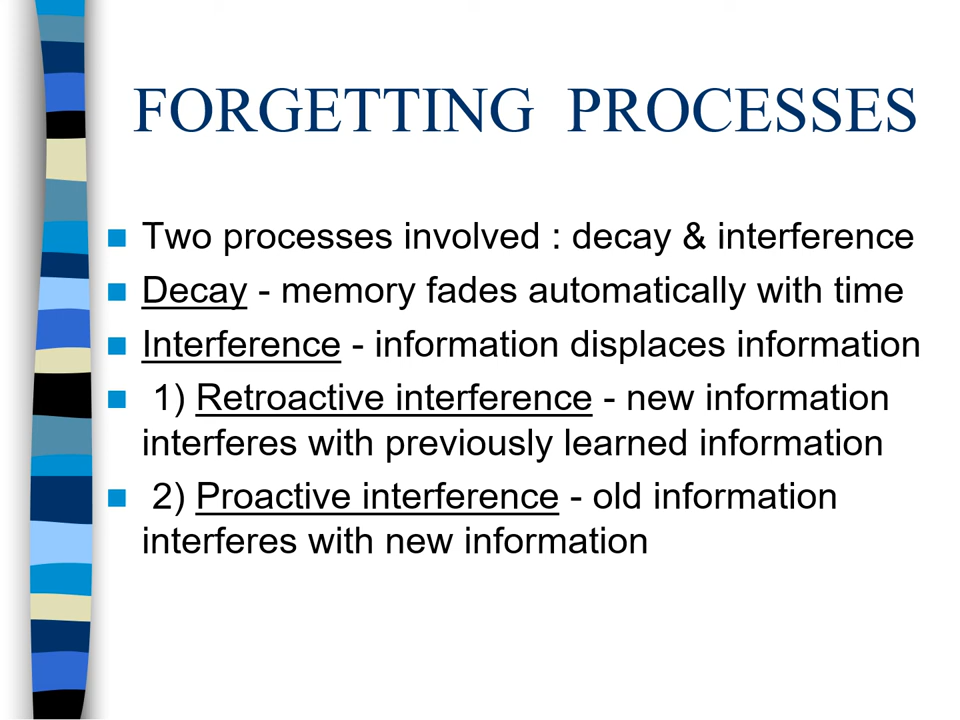 FORGETTING PROCESSES
Two processes involved : decay & interference
Decay - memory fades automatically with time
Interference - information displaces information
1) Retroactive interference - new information
interferes with previously learned information
2) Proactive interference - old information
interferes with new information